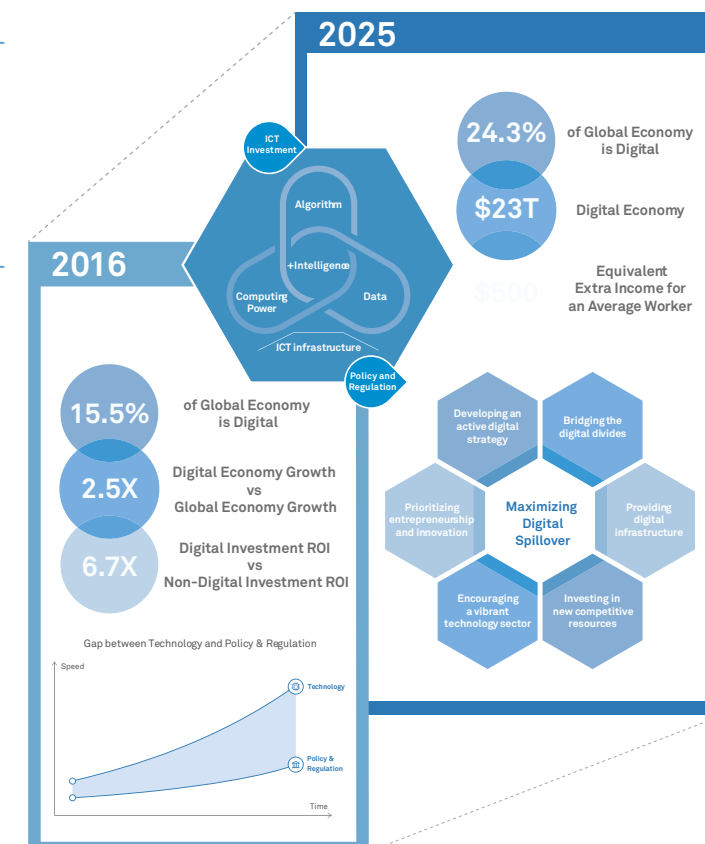 2025
24.3%
of Global Economy
is Digital
$23T
Digital Economy
$500
Equivalent
Extra Income for
an Average Worker
ICT
Investment
Algorithm
+Intelligence
Computing
Power
Data
ICT infrastructure
Policy and
Regulation
2016
15.5%
of Global Economy
is Digital
2.5X
Digital Economy Growth
vs
Global Economy Growth
6.7X
Digital Investment ROI
vs
Non-Digital Investment ROI
Developing an
active digital
strategy
Bridging the
digital divides
Prioritizing
entrepreneurship
and innovation
Maximizing
Digital
Spillover
Providing
digital
infrastructure
Encouraging
a vibrant
technology sector
Investing in
new competitive
resources
Gap between Technology and Policy & Regulation
Speed
Technology
Policy &
Regulation
Time